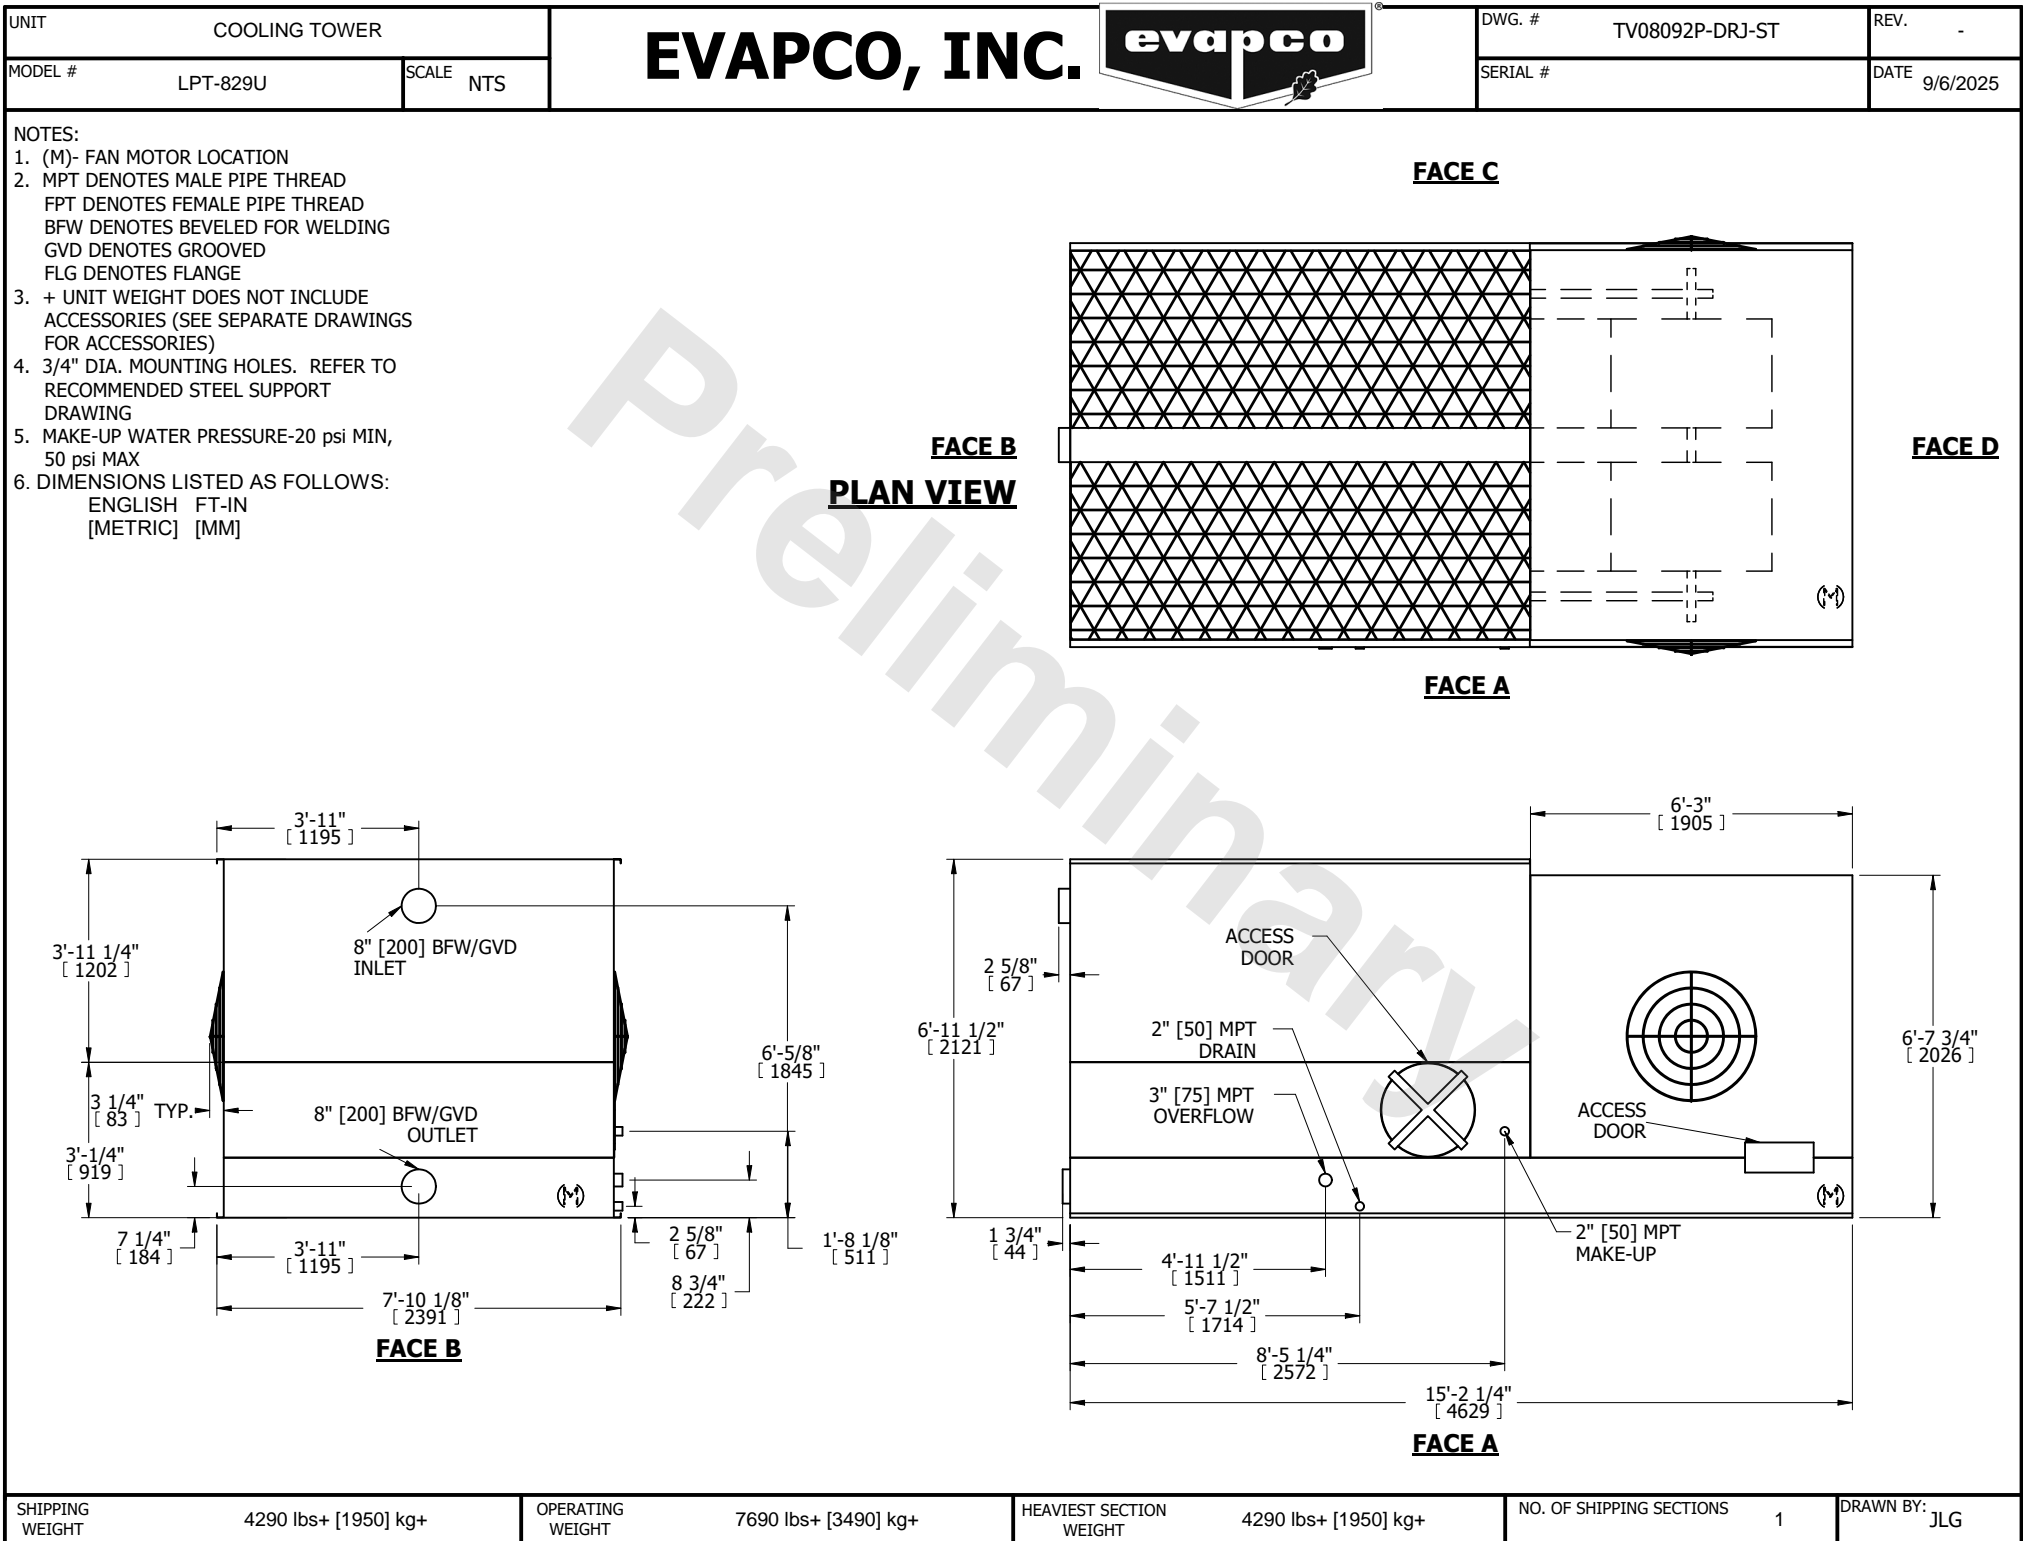 UNIT
COOLING TOWER
MODEL #
LPT-829U
SCALE
NTS
EVAPCO, INC.
evapco
®
DWG. #
TV08092P-DRJ-ST
REV.
-
SERIAL #
DATE
9/6/2025
NOTES:
1. (M)- FAN MOTOR LOCATION
2. MPT DENOTES MALE PIPE THREAD
FPT DENOTES FEMALE PIPE THREAD
BFW DENOTES BEVELED FOR WELDING
GVD DENOTES GROOVED
FLG DENOTES FLANGE
3. + UNIT WEIGHT DOES NOT INCLUDE
ACCESSORIES (SEE SEPARATE DRAWINGS
FOR ACCESSORIES)
4. 3/4" DIA. MOUNTING HOLES. REFER TO
RECOMMENDED STEEL SUPPORT
DRAWING
5. MAKE-UP WATER PRESSURE-20 psi MIN,
50 psi MAX
6. DIMENSIONS LISTED AS FOLLOWS:
ENGLISH FT-IN
[METRIC] [MM]
Preliminary
FACE C
FACE B
PLAN VIEW
FACE D
(M)
FACE A
3'-11"
[ 1195 ]
8" [200] BFW/GVD
INLET
3'-11 1/4"
[ 1202 ]
6'-5/8"
[ 1845 ]
3 1/4"
[ 83 ]
TYP.
8" [200] BFW/GVD
OUTLET
3'-1/4"
[ 919 ]
(M)
7 1/4"
[ 184 ]
3'-11"
[ 1195 ]
2 5/8"
[ 67 ]
1'-8 1/8"
[ 511 ]
8 3/4"
[ 222 ]
7'-10 1/8"
[ 2391 ]
FACE B
6'-3"
[ 1905 ]
2 5/8"
[ 67 ]
ACCESS
DOOR
6'-11 1/2"
[ 2121 ]
2" [50] MPT
DRAIN
6'-7 3/4"
[ 2026 ]
3" [75] MPT
OVERFLOW
ACCESS
DOOR
(M)
1 3/4"
[ 44 ]
2" [50] MPT
MAKE-UP
4'-11 1/2"
[ 1511 ]
5'-7 1/2"
[ 1714 ]
8'-5 1/4"
[ 2572 ]
15'-2 1/4"
[ 4629 ]
FACE A
SHIPPING
WEIGHT
4290 lbs+ [1950] kg+
OPERATING
WEIGHT
7690 lbs+ [3490] kg+
HEAVIEST SECTION
WEIGHT
4290 lbs+ [1950] kg+
NO. OF SHIPPING SECTIONS
1
DRAWN BY:
JLG